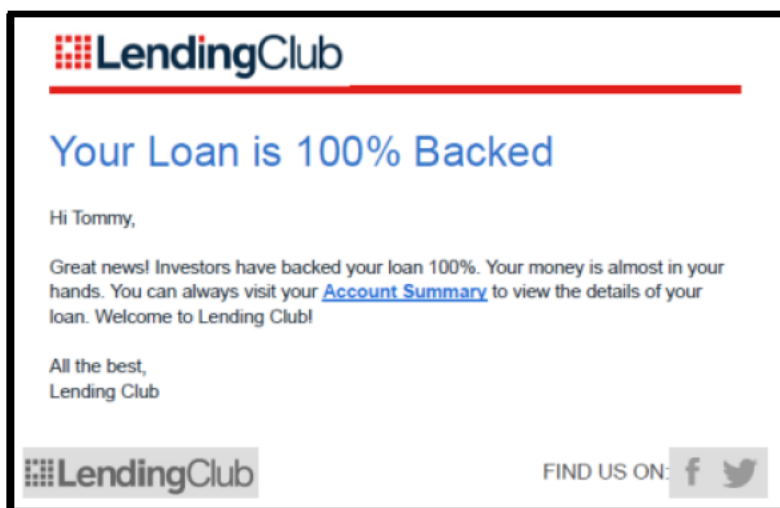 LendingClub
Your Loan is 100% Backed
Hi Tommy,
Great news! Investors have backed your loan 100%. Your money is almost in your
hands. You can always visit your Account Summary to view the details of your
loan. Welcome to Lending Club!
All the best,
Lending Club
LendingClub FIND US ON: